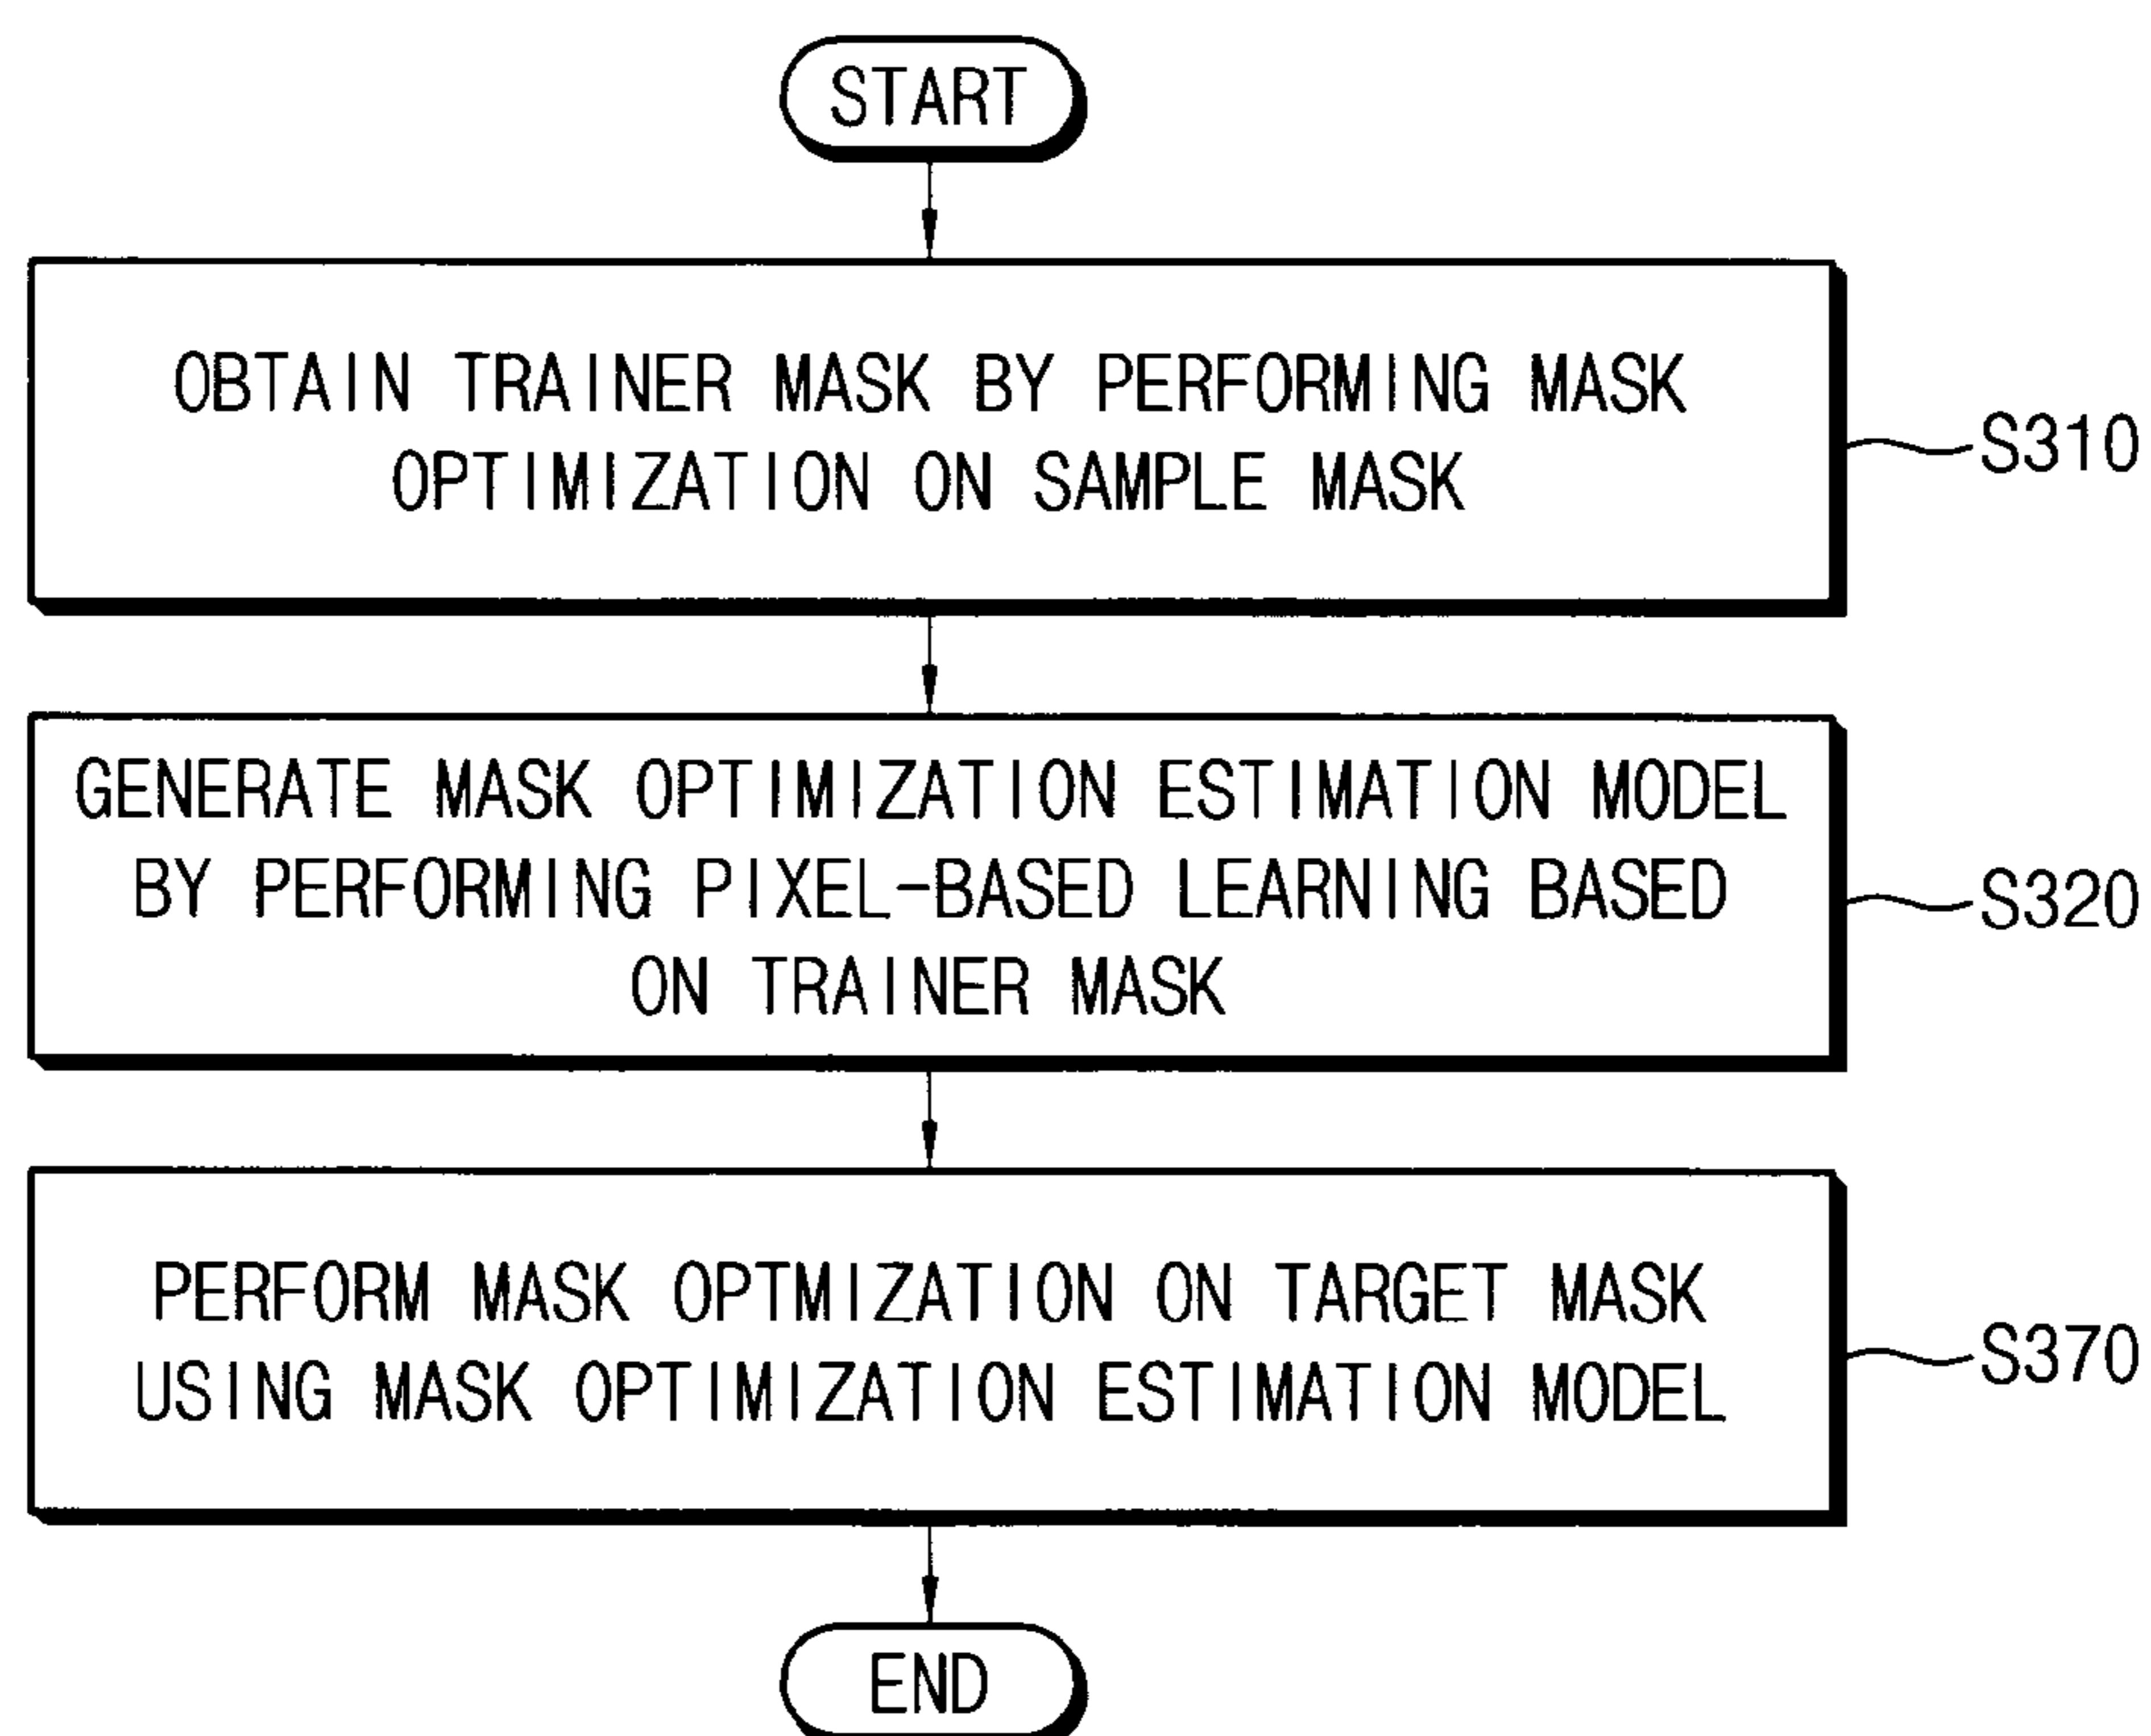 START
OBTAIN TRAINER MASK BY PERFORMING MASK
OPTIMIZATION ON SAMPLE MASK
S310
GENERATE MASK OPTIMIZATION ESTIMATION MODEL
BY PERFORMING PIXEL-BASED LEARNING BASED
ON TRAINER MASK
S320
PERFORM MASK OPTMIZATION ON TARGET MASK
USING MASK OPTIMIZATION ESTIMATION MODEL
S370
END